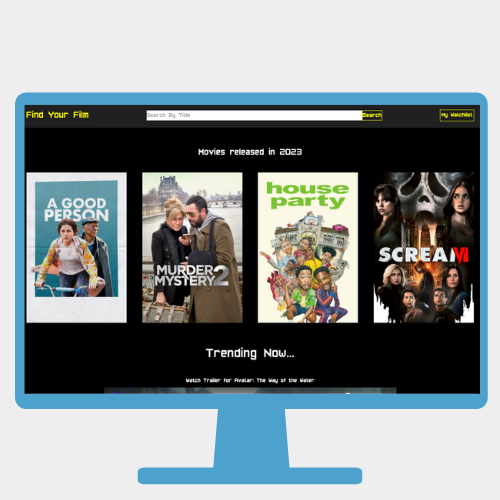 Find Your Film
Search By Title
Search
My Watchlist
Movies released in 2023
A GOOD
PERSON
MURDER
MYSTERY 2
house
party
SCREAM VI
Trending Now...
Watch Trailer for Avatar: The Way of the Water